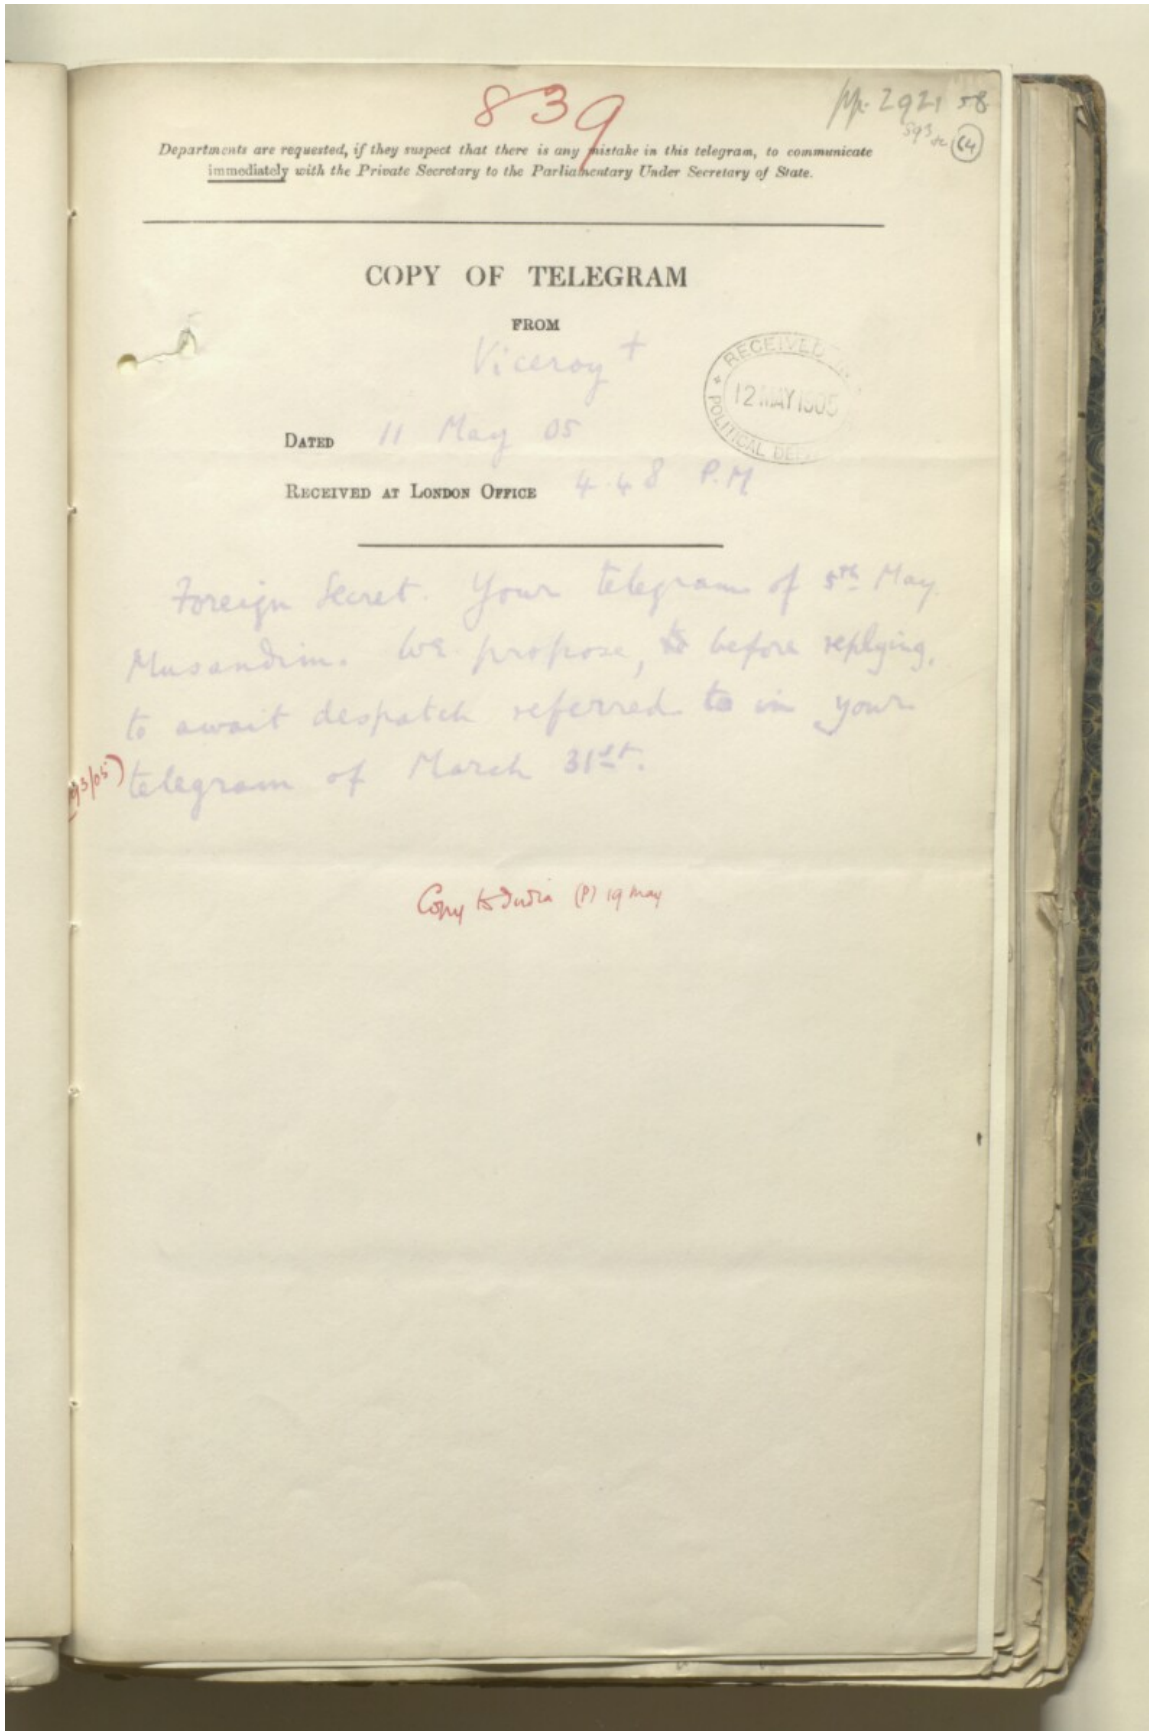 839
58
64
Departments are requested, if they suspect that there is any mistake in this telegram, to communicate
immediately with the Private Secretary to the Parliamentary Under Secretary of State.
COPY OF TELEGRAM
FROM
Viceroy +
RECEIVED
12 MAY 1905
POLITICAL
DATED 11 May 05
RECEIVED AT LONDON OFFICE 4.48 P.M
Foreign Secret. Your telegram of 5th May.
Musandim. We propose, before replying,
to await despatch referred to in your
telegram of March 31st.
Copy to India (P) 19 May